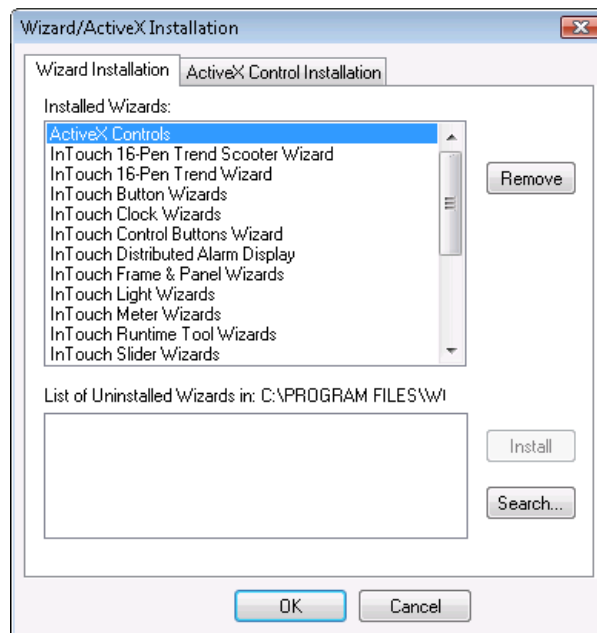 Wizard/ActiveX Installation
Wizard Installation
ActiveX Control Installation
Installed Wizards:
ActiveX Controls
InTouch 16-Pen Trend Scooter Wizard
InTouch 16-Pen Trend Wizard
InTouch Button Wizards
InTouch Clock Wizards
InTouch Control Buttons Wizard
InTouch Distributed Alarm Display
InTouch Frame & Panel Wizards
InTouch Light Wizards
InTouch Meter Wizards
InTouch Runtime Tool Wizards
InTouch Slider Wizards
Remove
List of Uninstalled Wizards in: C:\PROGRAM FILES\
Install
Search...
OK
Cancel